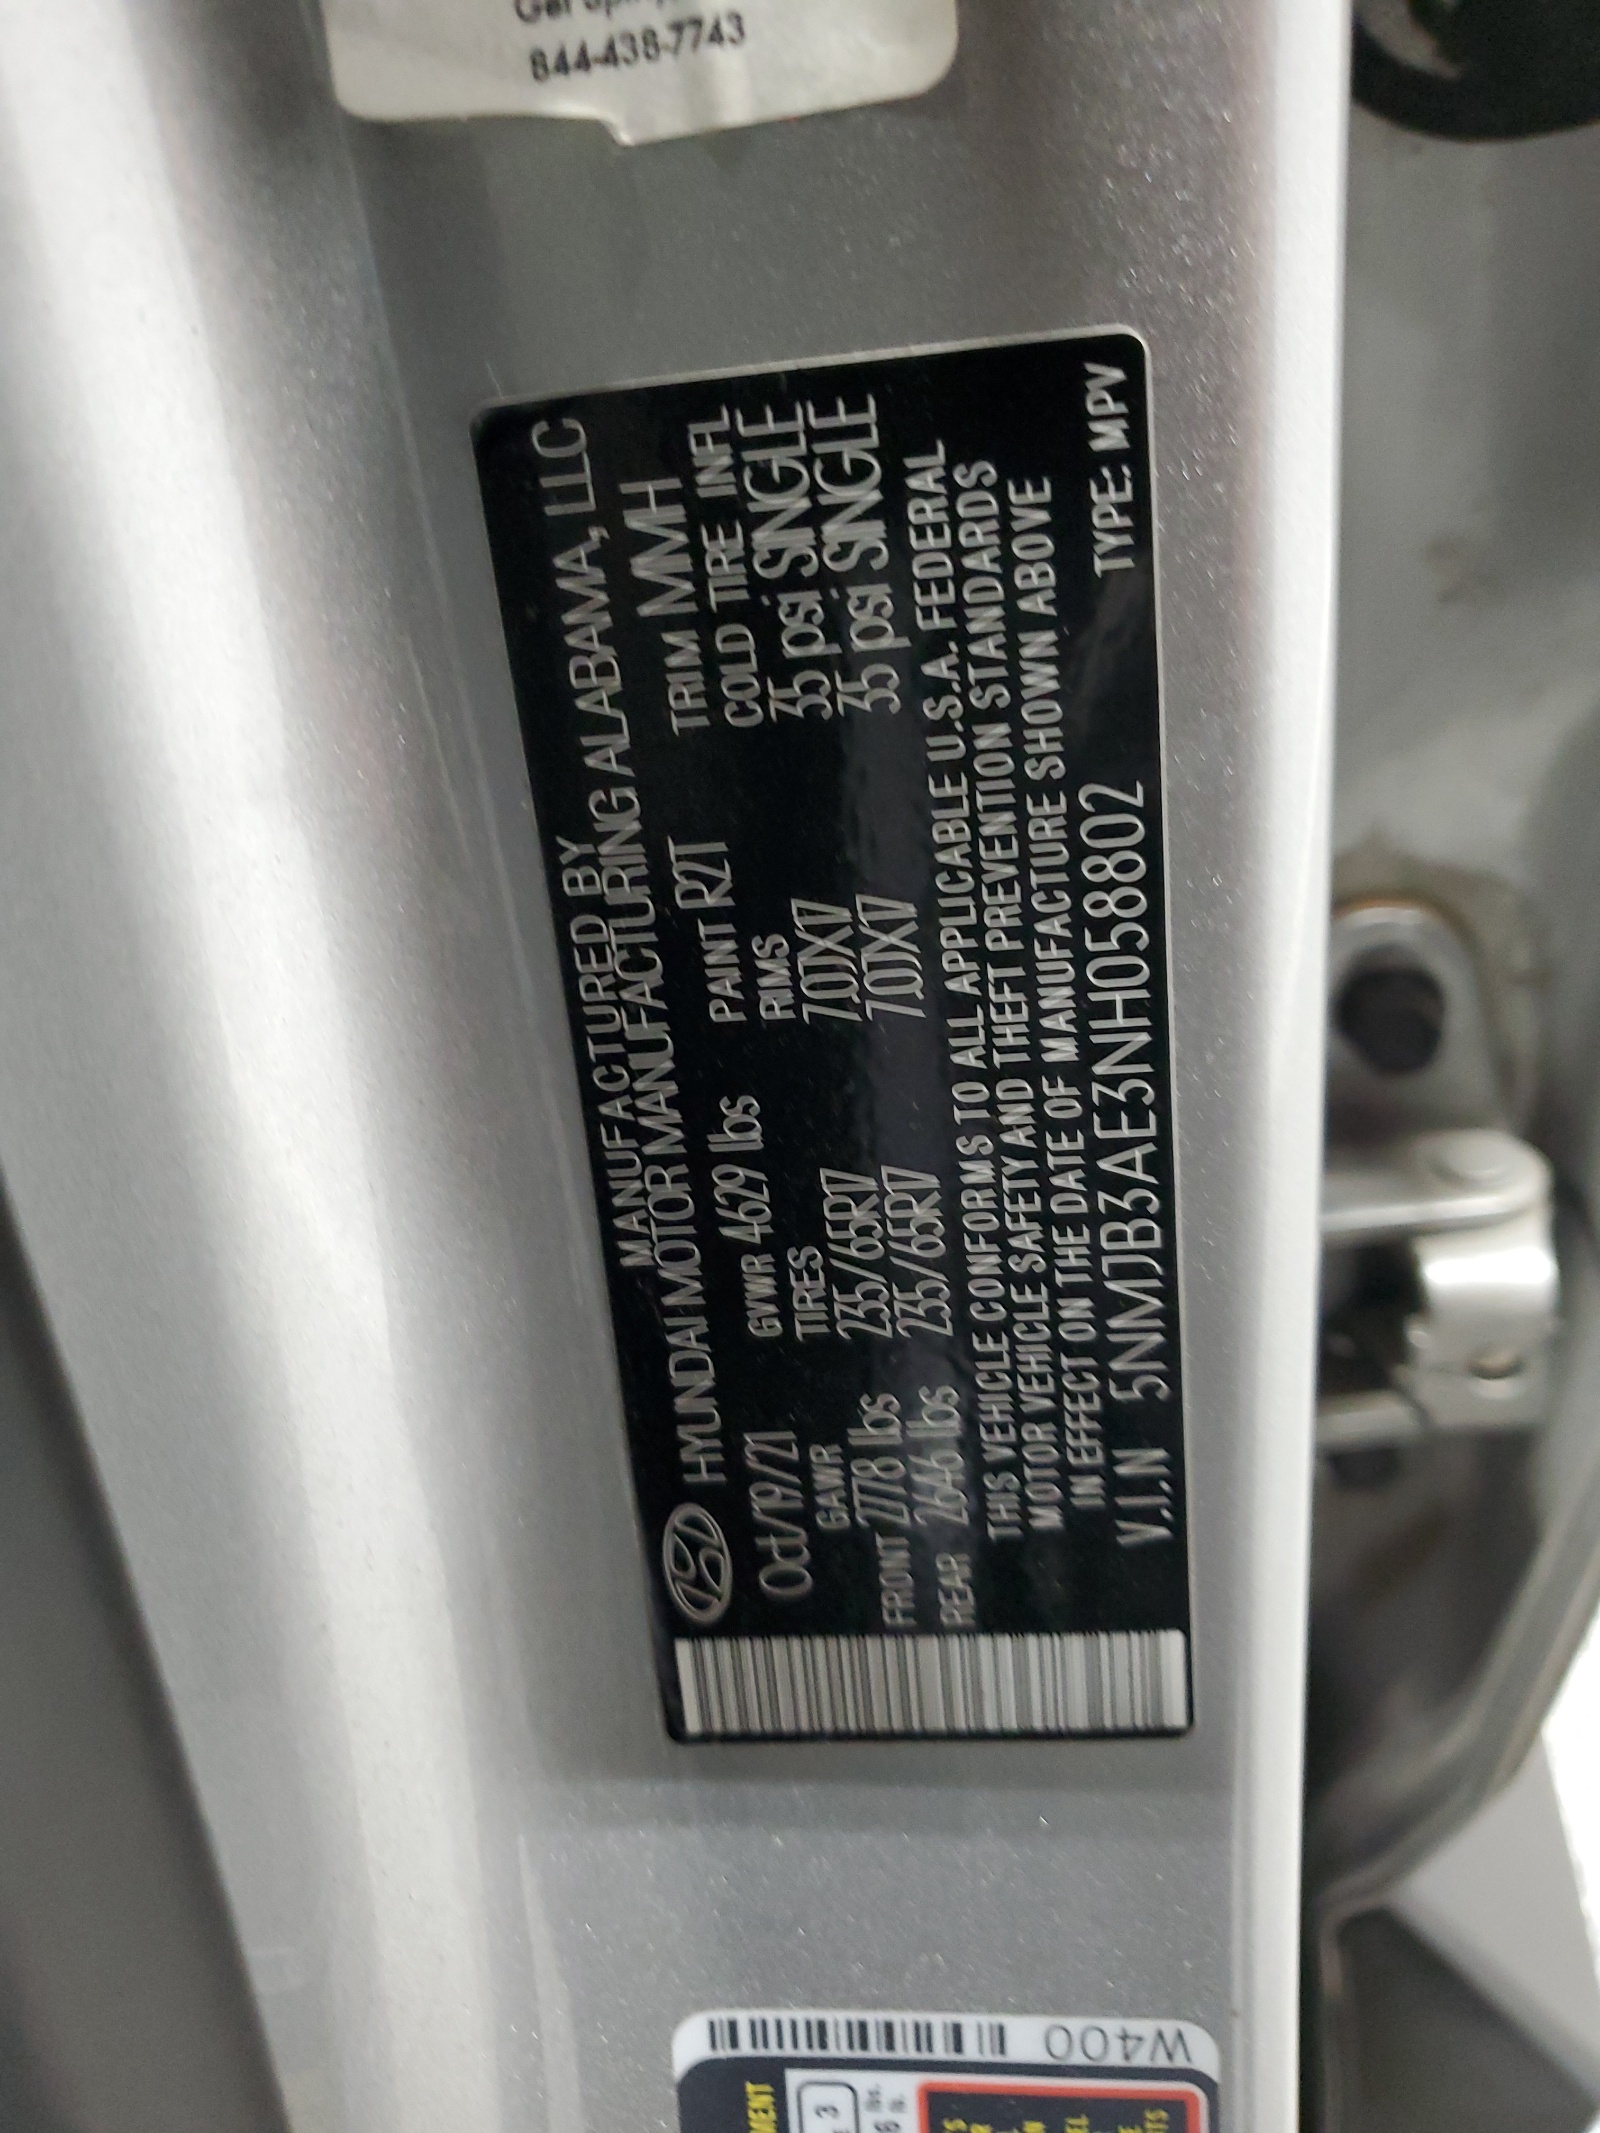 844-438-7743
MANUFACTURED BY
HYUNDAI MOTOR MANUFACTURING ALABAMA, LLC
Oct/19/21 GVWR 4629 lbs PAINT R2T TRIM MMH
GAWR TIRES RIMS COLD TIRE INFL
FRONT 2778 lbs 235/65R17 7.0JX17 35 psi SINGLE
REAR 2646 lbs 235/65R17 7.0JX17 35 psi SINGLE
THIS VEHICLE CONFORMS TO ALL APPLICABLE U.S.A. FEDERAL
MOTOR VEHICLE SAFETY AND THEFT PREVENTION STANDARDS
IN EFFECT ON THE DATE OF MANUFACTURE SHOWN ABOVE
V.I.N 5NMJB3AE3NH058802 TYPE: MPV
W400